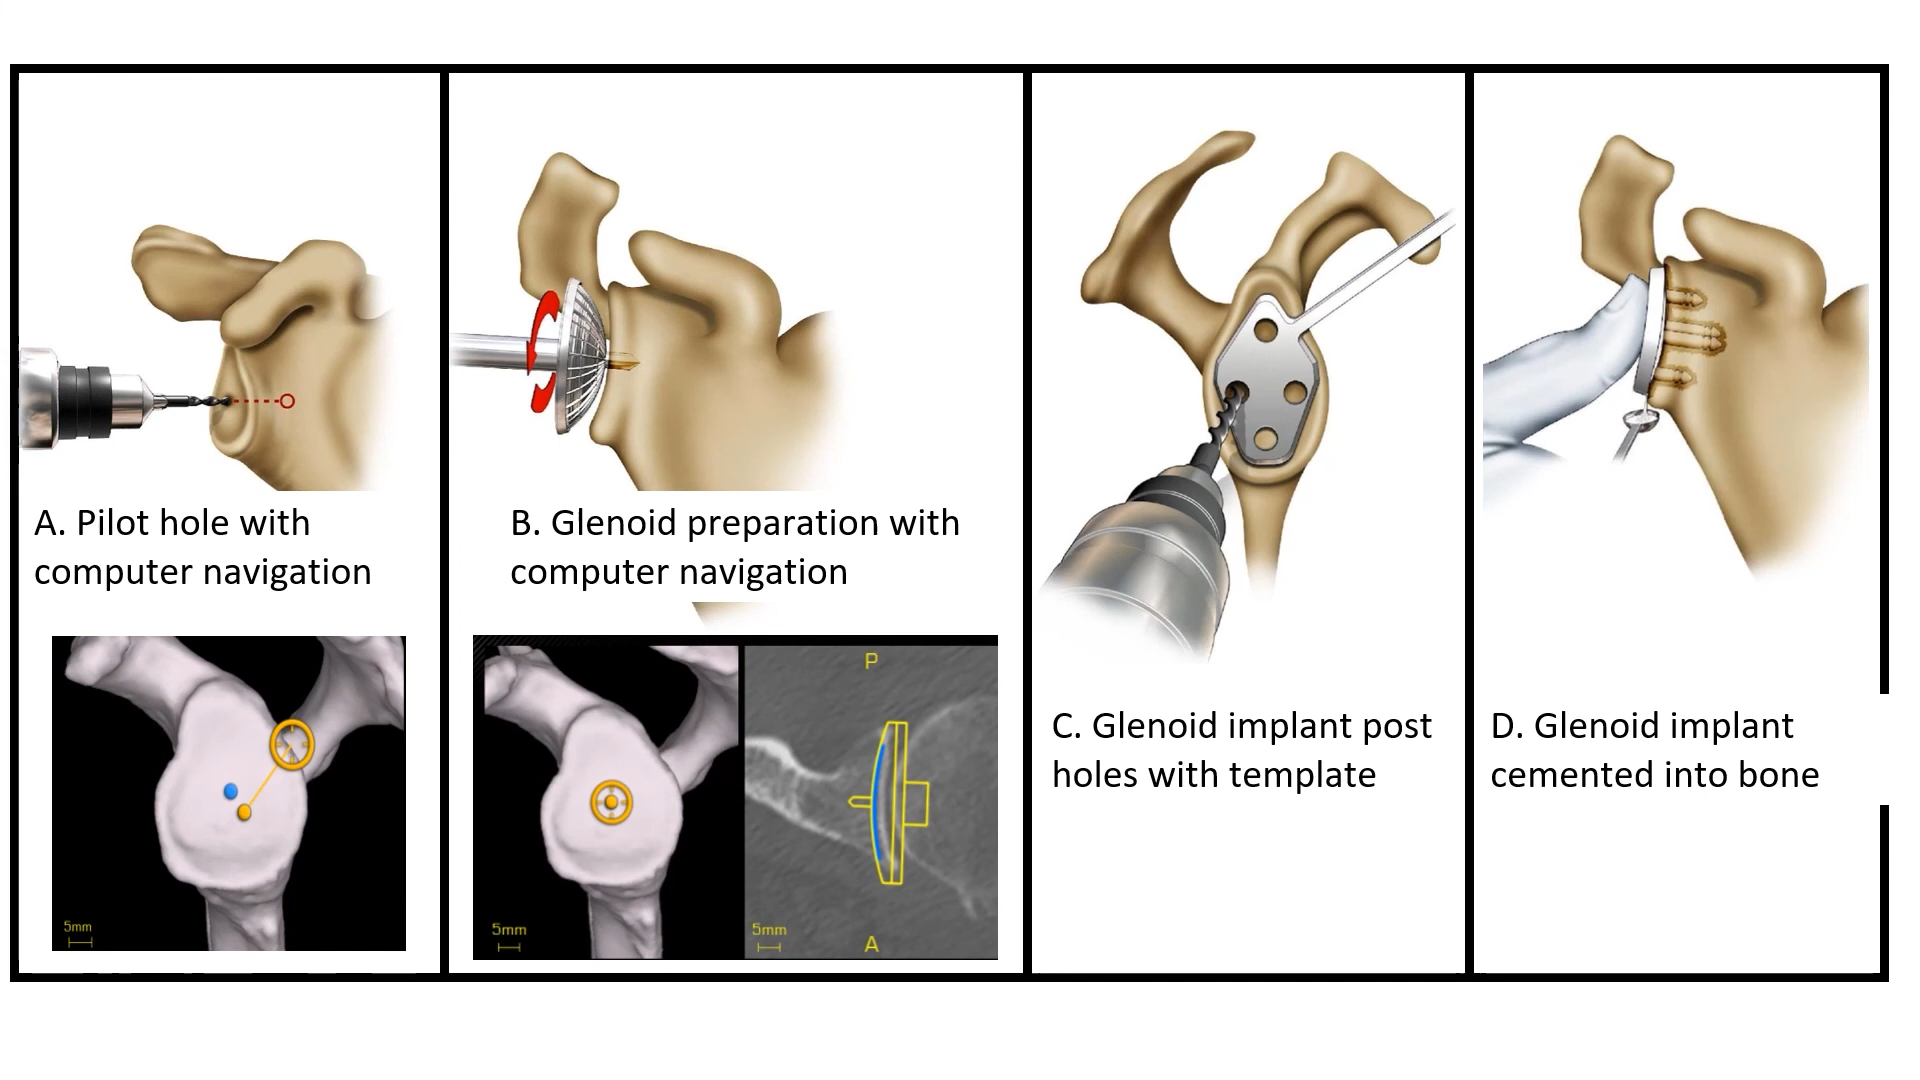 A. Pilot hole with
computer navigation
5mm
B. Glenoid preparation with
computer navigation
5mm
P
5mm
A
C. Glenoid implant post
holes with template
D. Glenoid implant
cemented into bone